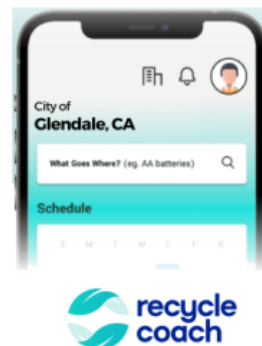 City of
Glendale, CA
What Goes Where? (eg. AA batteries)
Schedule
S M T W T F S
recycle
coach